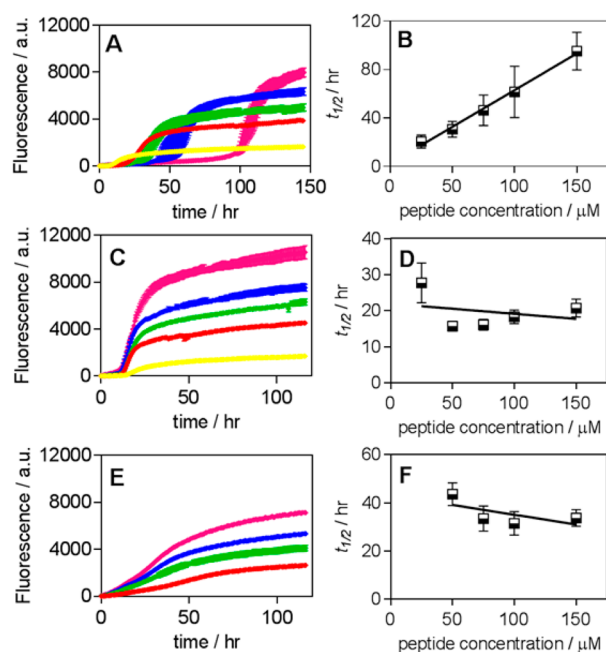 A
Fluorescence / a.u.
12000
8000
4000
0
0 50 100 150
time / hr
B
t1/2 / hr
120
80
40
0
0 50 100 150
peptide concentration / μM
C
Fluorescence / a.u.
12000
8000
4000
0
0 50 100
time / hr
D
t1/2 / hr
40
30
20
10
0
0 50 100 150
peptide concentration / μM
E
Fluorescence / a.u.
12000
8000
4000
0
0 50 100
time / hr
F
t1/2 / hr
60
40
20
0
0 50 100 150
peptide concentration / μM